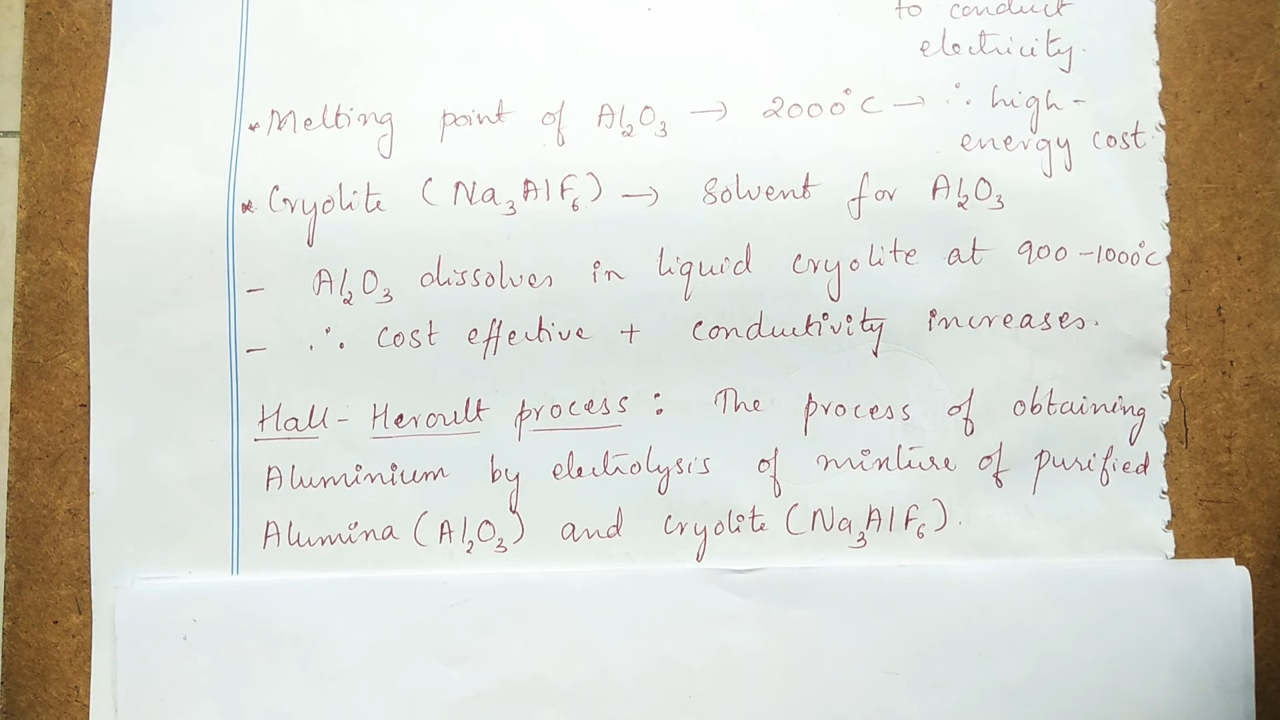 to conduct
electricity.
* Melting point of Al₂O₃ → 2000°C → ∴ high-
energy cost.
* Cryolite (Na₃AlF₆) → Solvent for Al₂O₃
- Al₂O₃ dissolves in liquid cryolite at 900-1000°C
- ∴ cost effective + conductivity increases.
Hall-Heroult process: The process of obtaining
Aluminium by electrolysis of mixture of purified
Alumina (Al₂O₃) and cryolite (Na₃AlF₆).